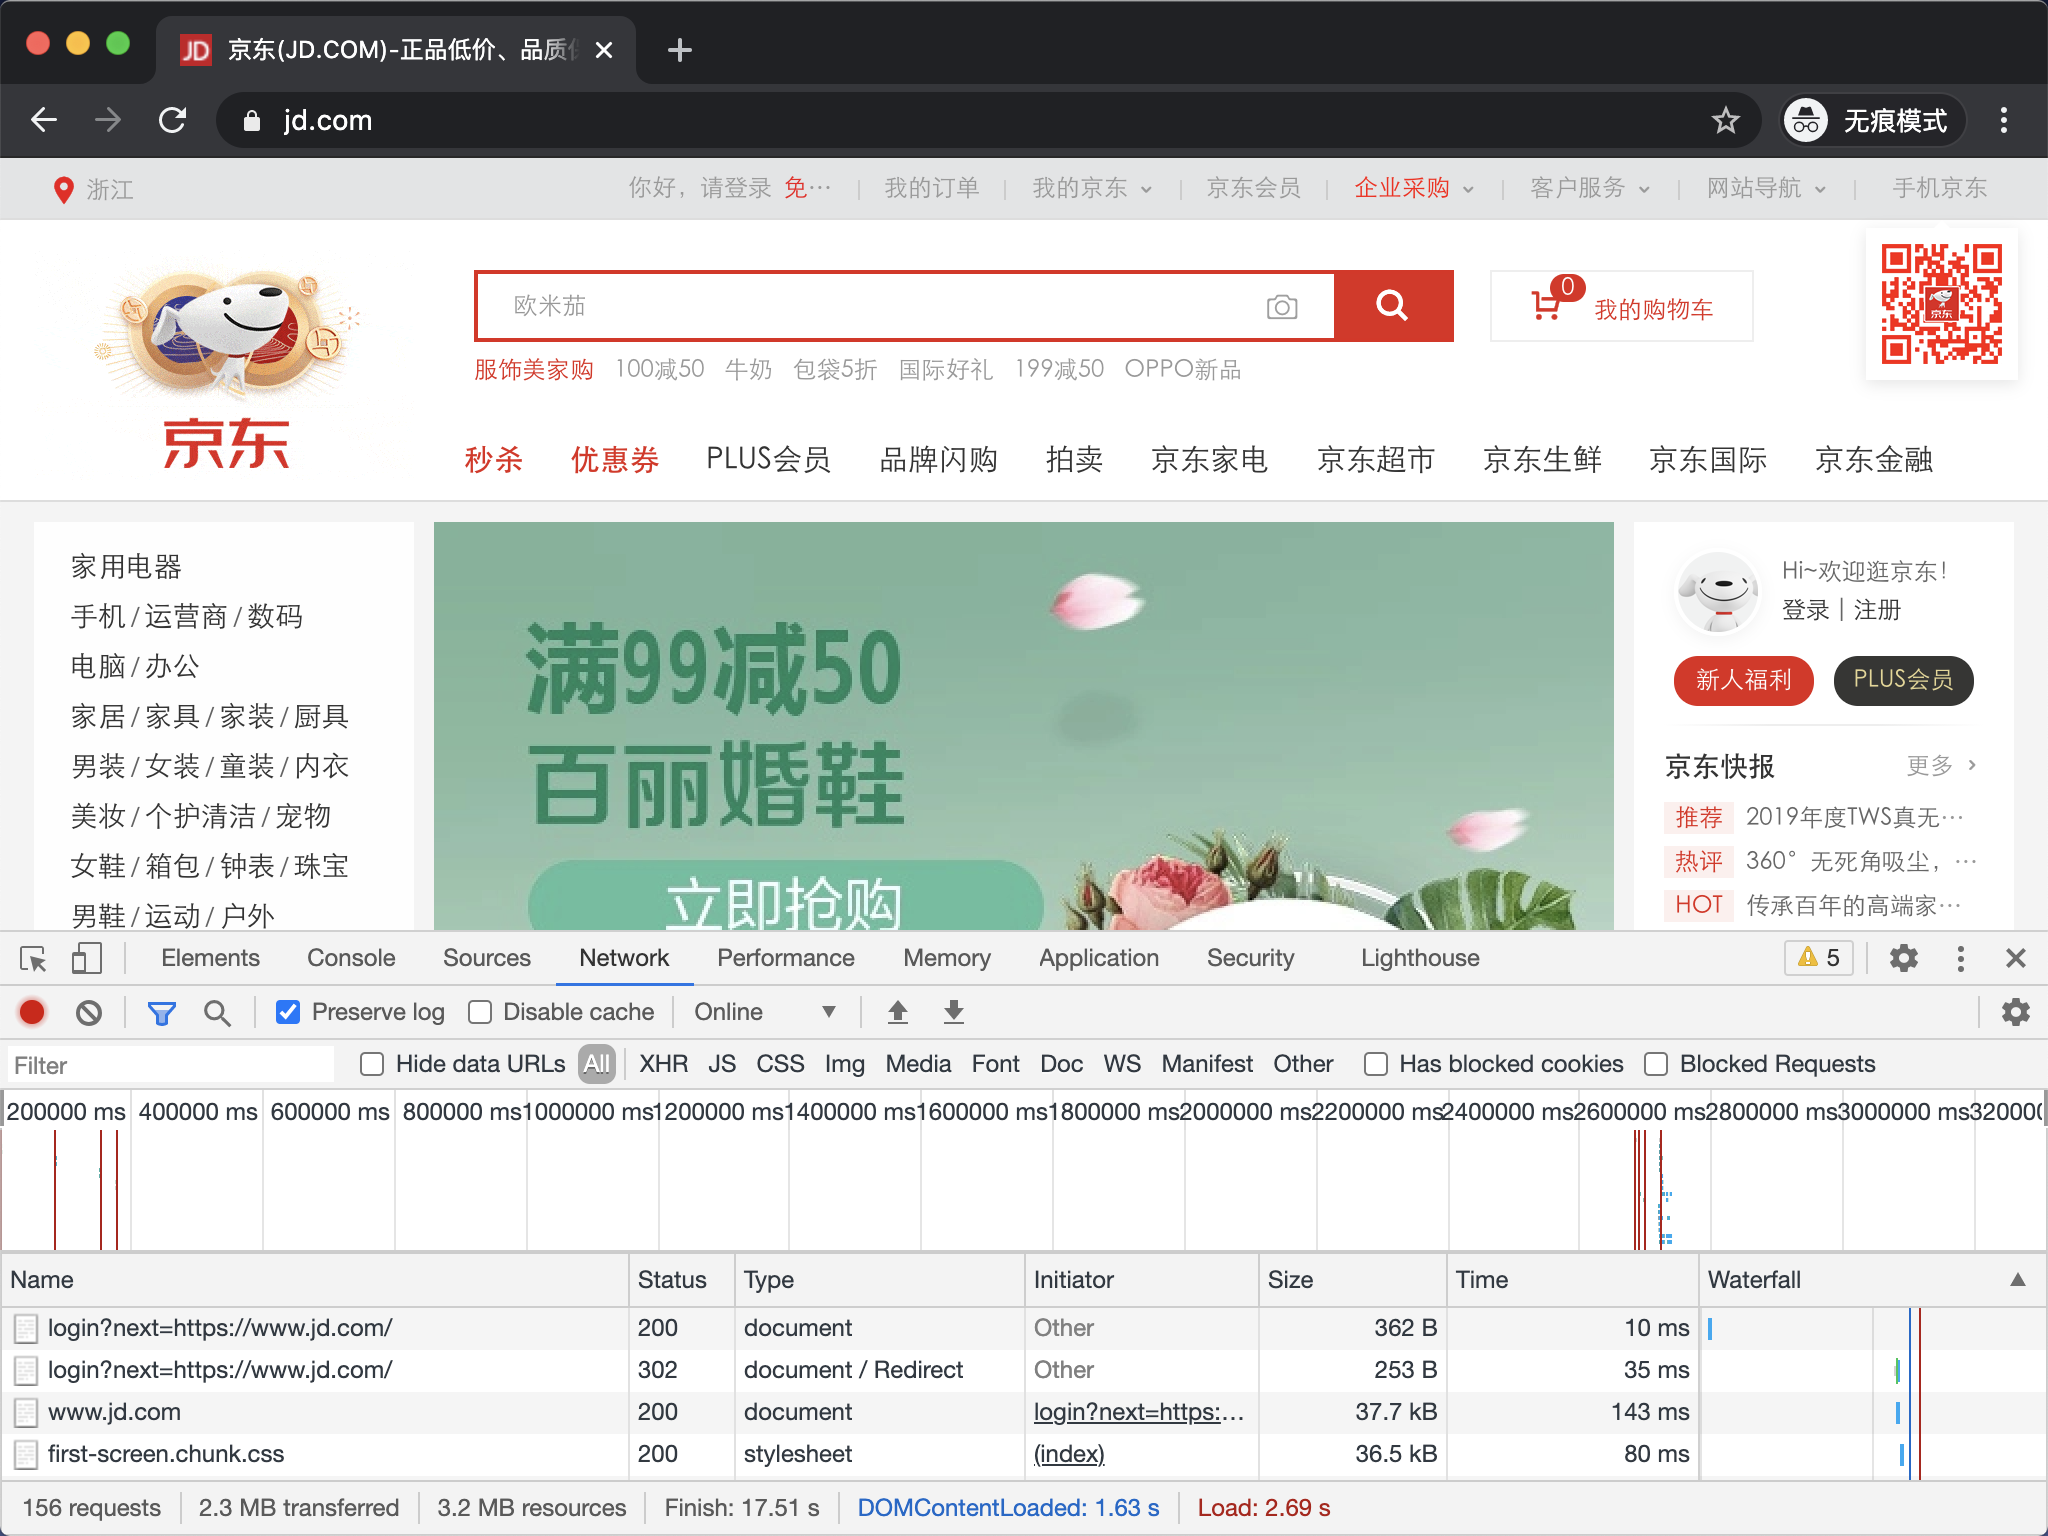 JD 京东(JD.COM)-正品低价、品质
jd.com
无痕模式
浙江
你好，请登录 免··· 我的订单 我的京东 京东会员 企业采购 客户服务 网站导航 手机京东
欧米茄
0 我的购物车
京东
服饰美家购 100减50 牛奶 包袋5折 国际好礼 199减50 OPPO新品
京东
秒杀 优惠券 PLUS会员 品牌闪购 拍卖 京东家电 京东超市 京东生鲜 京东国际 京东金融
家用电器
手机 / 运营商 / 数码
电脑 / 办公
家居 / 家具 / 家装 / 厨具
男装 / 女装 / 童装 / 内衣
美妆 / 个护清洁 / 宠物
女鞋 / 箱包 / 钟表 / 珠宝
男鞋 / 运动 / 户外
满99减50
百丽婚鞋
立即抢购
Hi~欢迎逛京东！
登录 | 注册
新人福利 PLUS会员
京东快报 更多
推荐 2019年度TWS真无···
热评 360°无死角吸尘，···
HOT 传承百年的高端家···
Elements Console Sources Network Performance Memory Application Security Lighthouse 5
Preserve log Disable cache Online
Filter Hide data URLs All XHR JS CSS Img Media Font Doc WS Manifest Other Has blocked cookies Blocked Requests
200000 ms 400000 ms 600000 ms 800000 ms 1000000 ms 1200000 ms 1400000 ms 1600000 ms 1800000 ms 2000000 ms 2200000 ms 2400000 ms 2600000 ms 2800000 ms 3000000 ms 320000
Name Status Type Initiator Size Time Waterfall
login?next=https://www.jd.com/ 200 document Other 362 B 10 ms
login?next=https://www.jd.com/ 302 document / Redirect Other 253 B 35 ms
www.jd.com 200 document login?next=https:... 37.7 kB 143 ms
first-screen.chunk.css 200 stylesheet (index) 36.5 kB 80 ms
156 requests 2.3 MB transferred 3.2 MB resources Finish: 17.51 s DOMContentLoaded: 1.63 s Load: 2.69 s